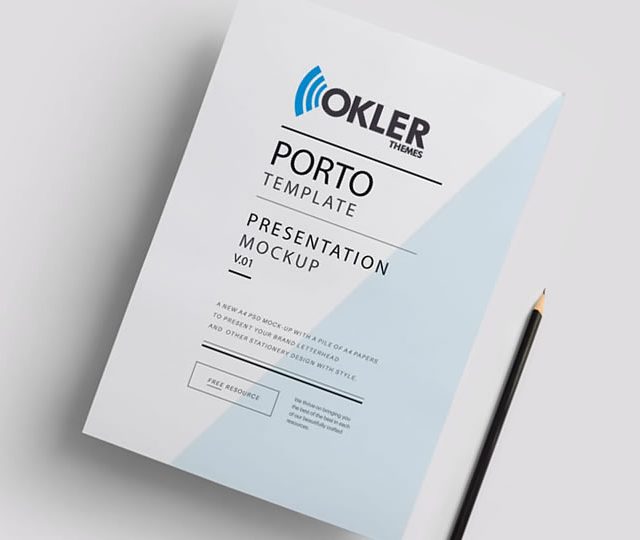 OKLER
THEMES
PORTO
TEMPLATE
PRESENTATION
MOCKUP
V.01
A NEW A4 PSD MOCK-UP WITH A PILE OF A4 PAPERS
TO PRESENT YOUR BRAND LETTERHEAD
AND OTHER STATIONERY DESIGN WITH STYLE.
FREE RESOURCE
We thrive on bringing you
the best of the best in each
of our beautifully crafted
resources.